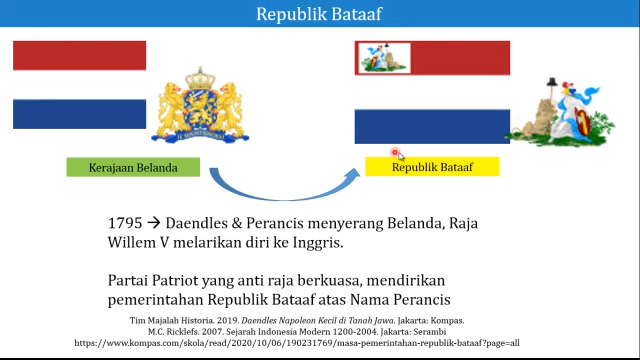 Republik Bataaf
Kerajaan Belanda
Republik Bataaf
1795 → Daendles & Perancis menyerang Belanda, Raja
Willem V melarikan diri ke Inggris.
Partai Patriot yang anti raja berkuasa, mendirikan
pemerintahan Republik Bataaf atas Nama Perancis
Tim Majalah Historia. 2019. Daendles Napoleon Kecil di Tanah Jawa. Jakarta: Kompas.
M.C. Ricklefs. 2007. Sejarah Indonesia Modern 1200-2004. Jakarta: Serambi
https://www.kompas.com/skola/read/2020/10/06/190231769/masa-pemerintahan-republik-bataaf?page=all